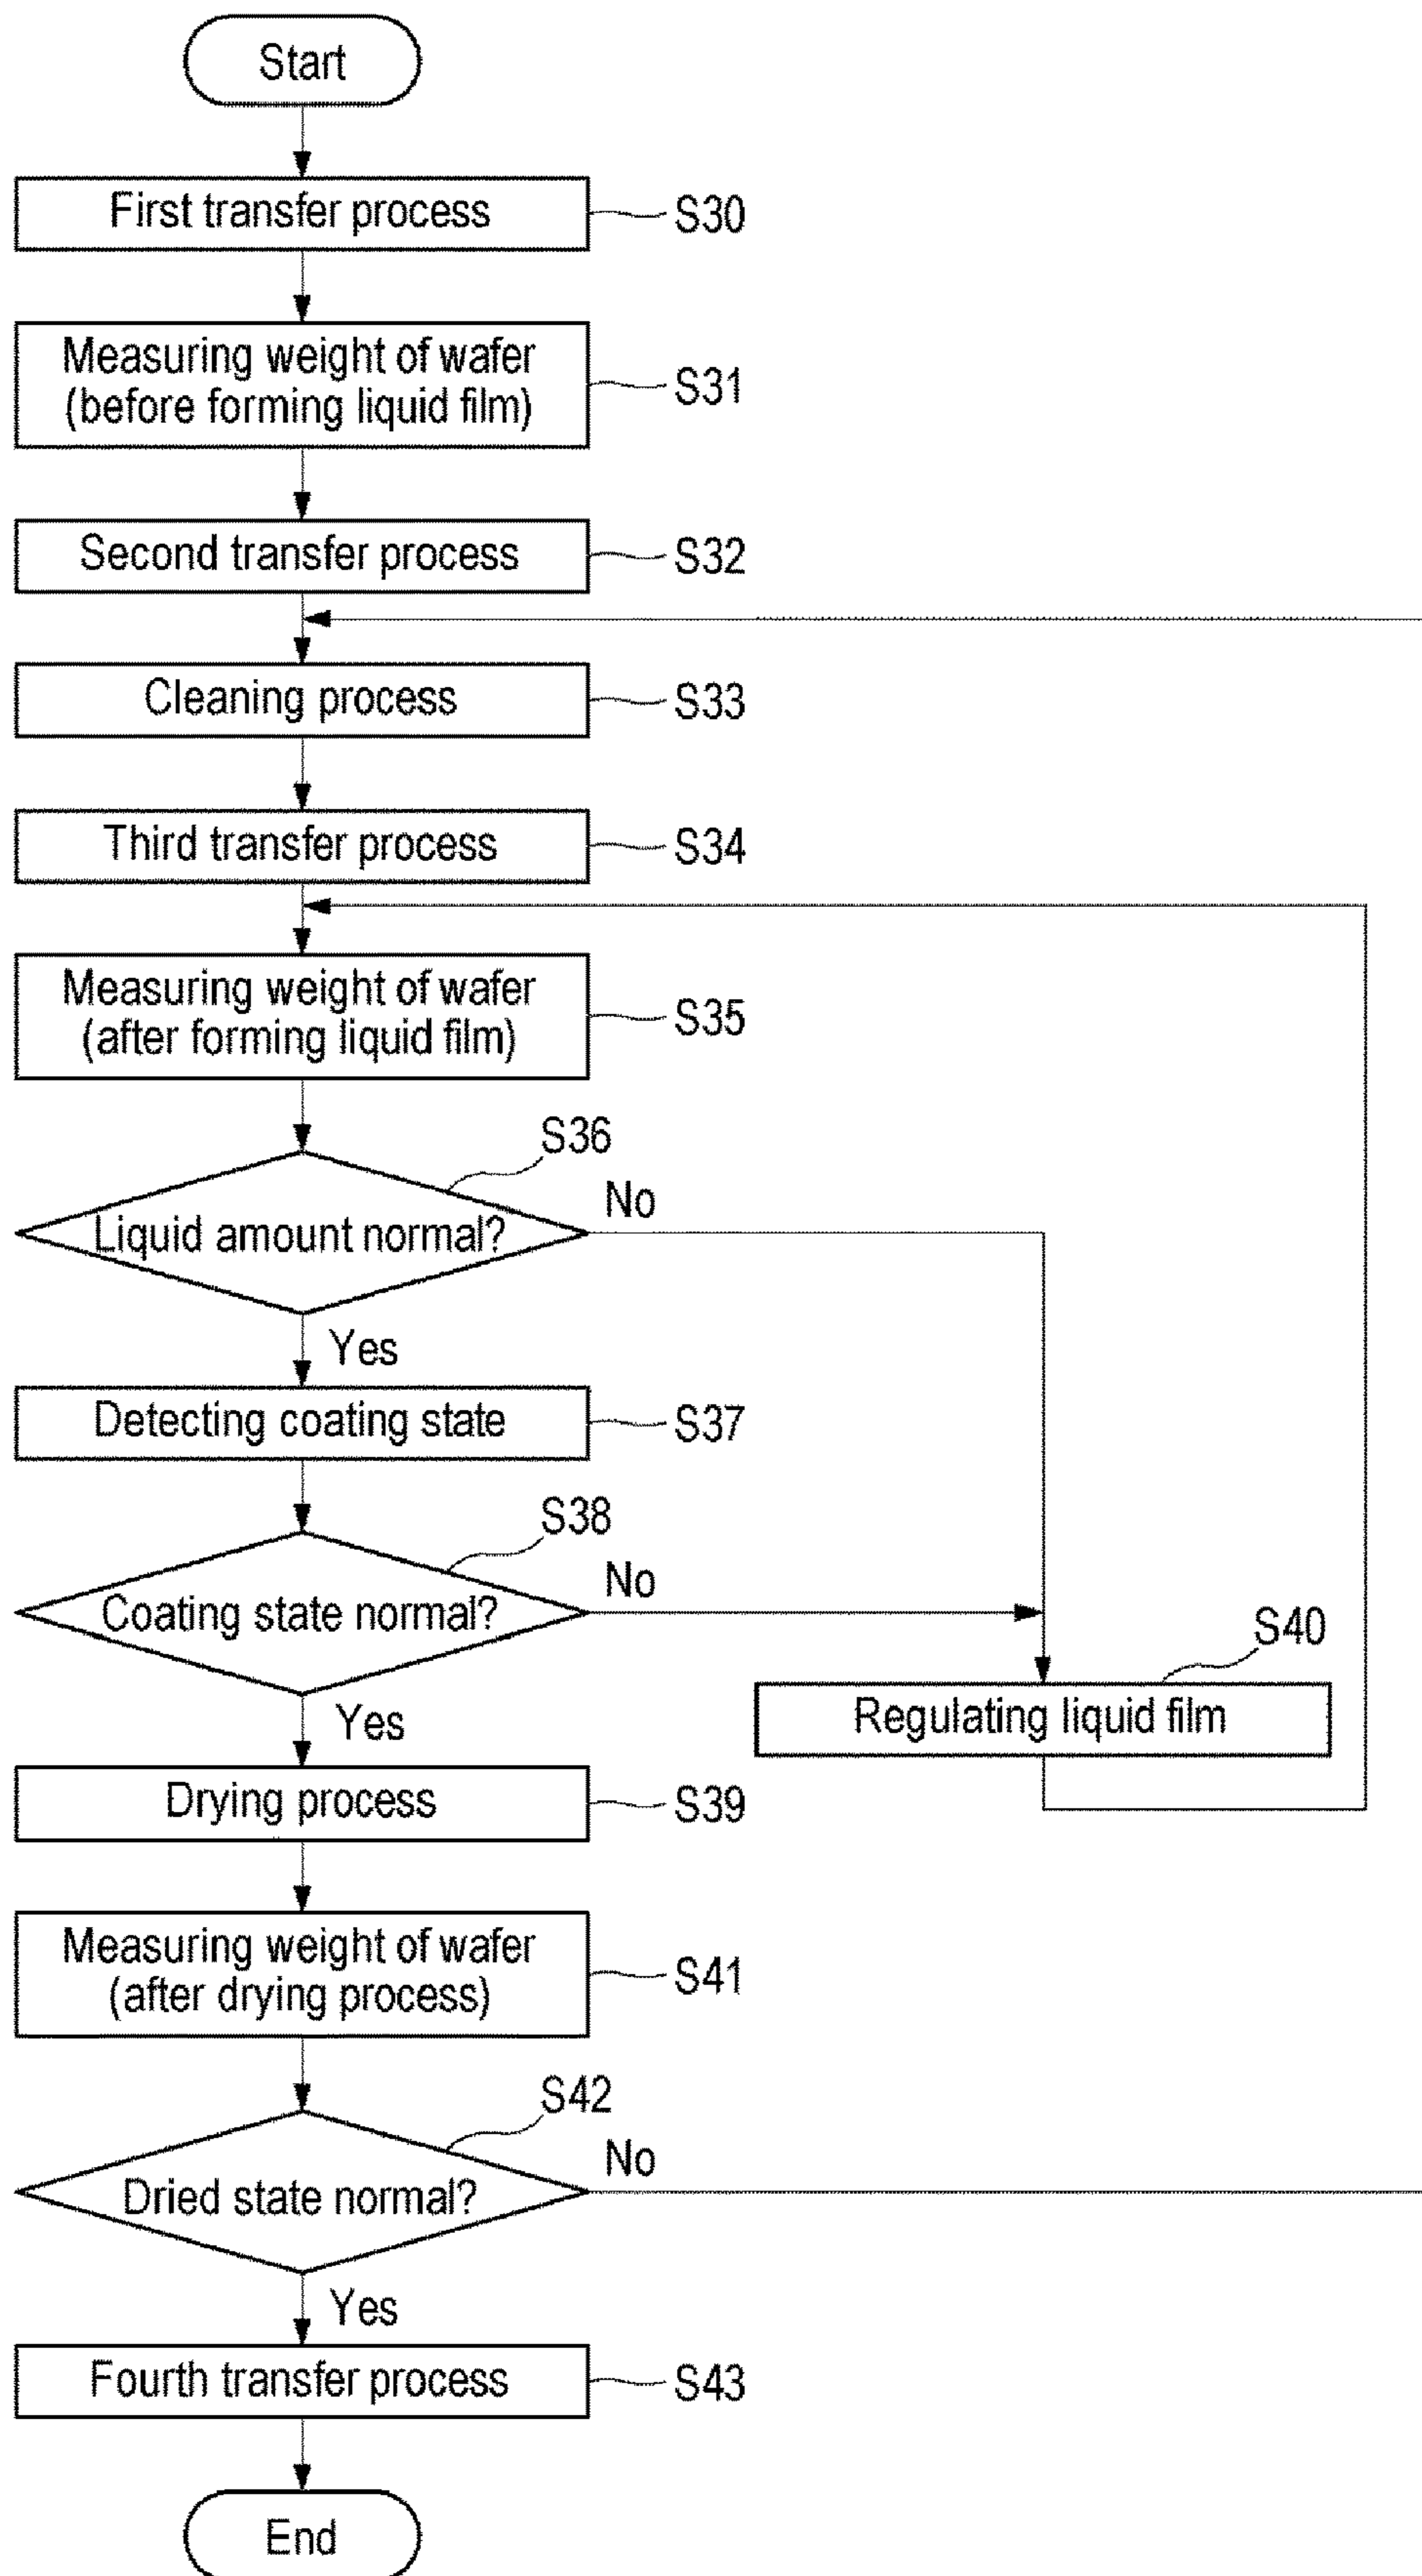 Start
First transfer process
S30
Measuring weight of wafer
(before forming liquid film)
S31
Second transfer process
S32
Cleaning process
S33
Third transfer process
S34
Measuring weight of wafer
(after forming liquid film)
S35
S36
Liquid amount normal?
No
Yes
Detecting coating state
S37
S38
Coating state normal?
No
Yes
S40
Regulating liquid film
Drying process
S39
Measuring weight of wafer
(after drying process)
S41
S42
Dried state normal?
No
Yes
Fourth transfer process
S43
End